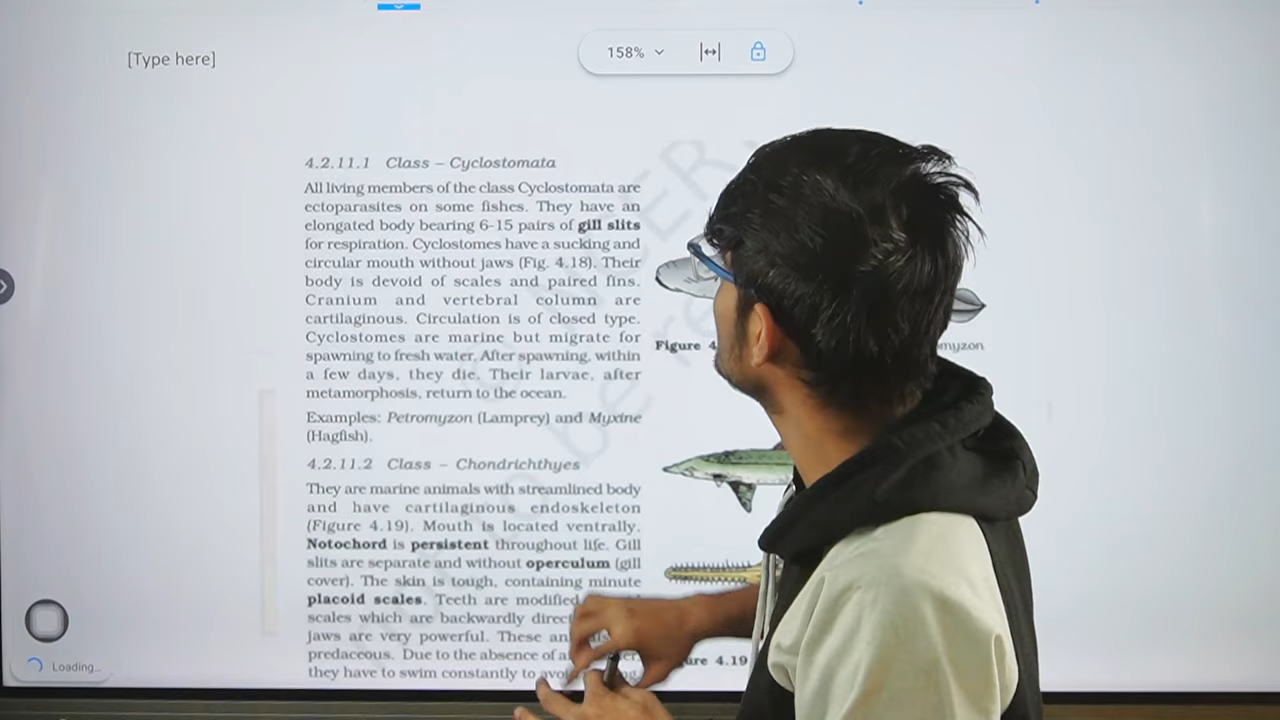 [Type here]
158%
4.2.11.1 Class – Cyclostomata
All living members of the class Cyclostomata are
ectoparasites on some fishes. They have an
elongated body bearing 6-15 pairs of gill slits
for respiration. Cyclostomes have a sucking and
circular mouth without jaws (Fig. 4.18). Their
body is devoid of scales and paired fins.
Cranium and vertebral column are
cartilaginous. Circulation is of closed type.
Cyclostomes are marine but migrate for
spawning to fresh water. After spawning, within
a few days, they die. Their larvae, after
metamorphosis, return to the ocean.
Examples: Petromyzon (Lamprey) and Myxine
(Hagfish).
Figure 4
myzon
4.2.11.2 Class – Chondrichthyes
They are marine animals with streamlined body
and have cartilaginous endoskeleton
(Figure 4.19). Mouth is located ventrally.
Notochord is persistent throughout life. Gill
slits are separate and without operculum (gill
cover). The skin is tough, containing minute
placoid scales. Teeth are modified
scales which are backwardly
jaws are very powerful. These
predaceous. Due to the absence of
they have to swim constantly to
ure 4.19
Loading...